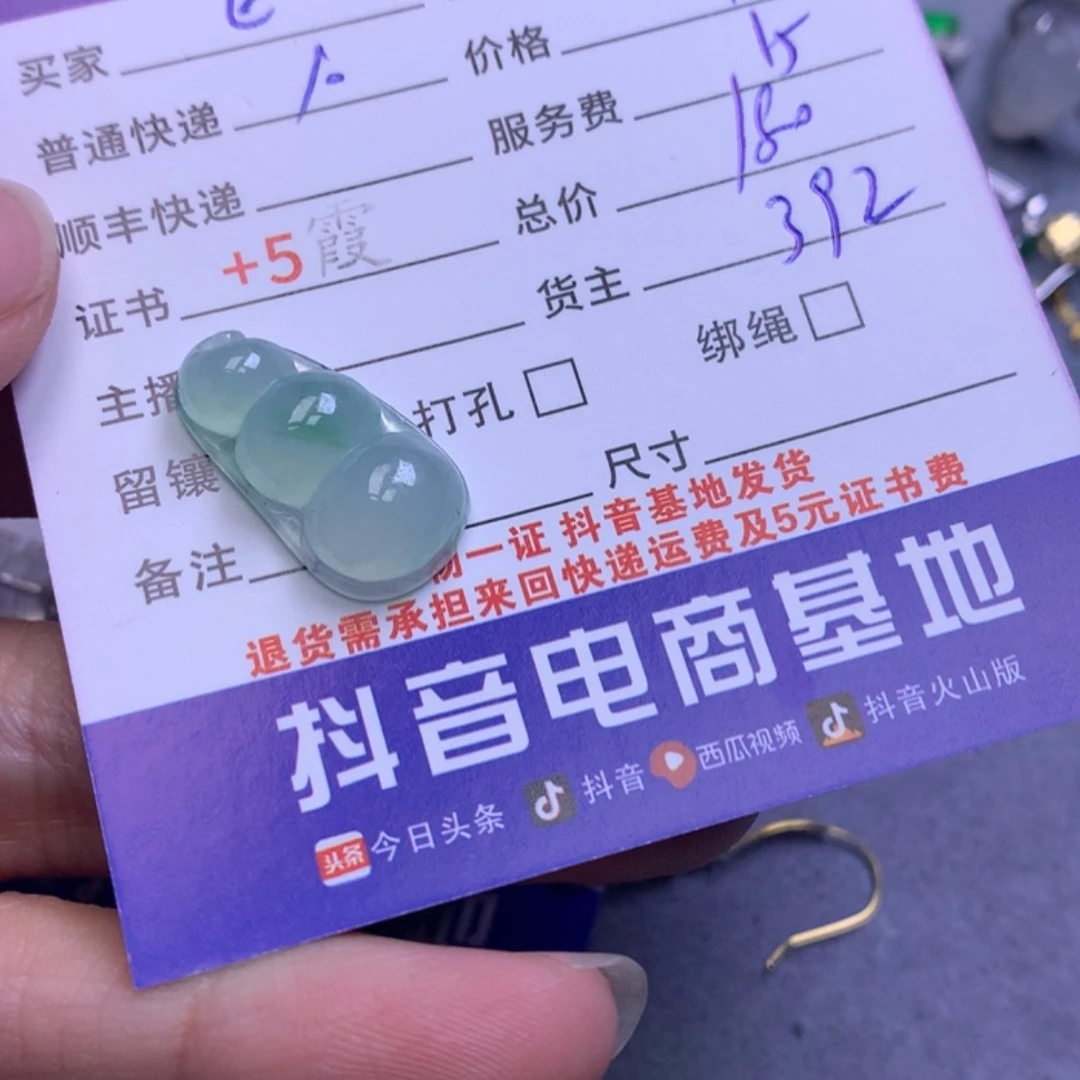 买家 价格
普通快递 10 服务费 15
顺丰快递 总价 180
证书 +5霞 货主 392
主播
留镶 打孔 绑绳
备注 尺寸
一证 抖音基地发货
退货需承担来回快递运费及5元证书费
抖音电商基地
头条 今日头条 抖音 西瓜视频 抖音火山版